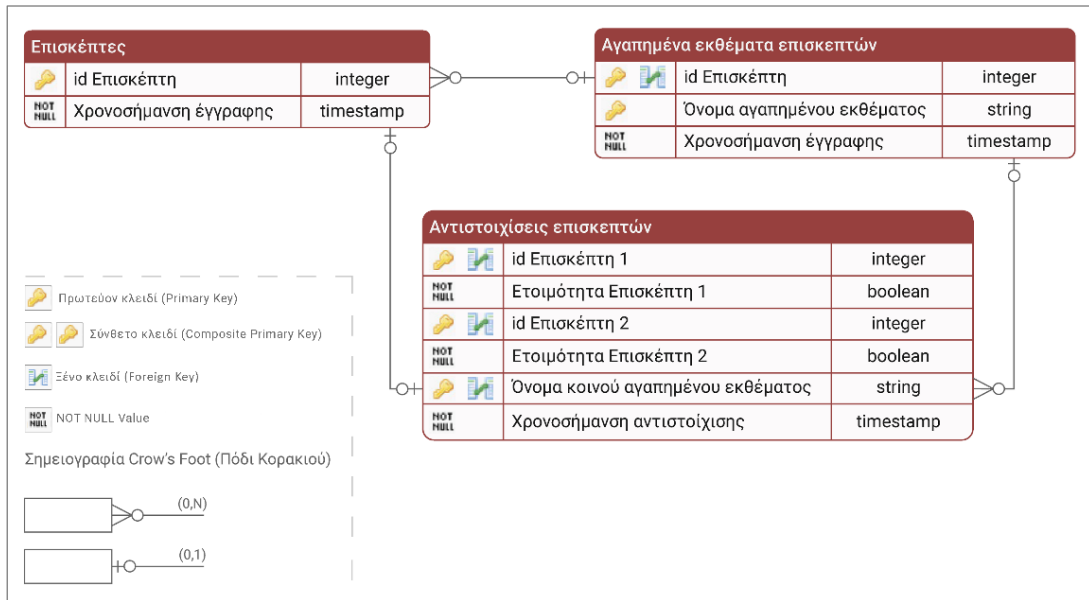 Επισκέπτες
id Επισκέπτη integer
NOT NULL Χρονοσήμανση έγγραφης timestamp
Αγαπημένα εκθέματα επισκεπτών
id Επισκέπτη integer
Όνομα αγαπημένου εκθέματος string
NOT NULL Χρονοσήμανση έγγραφης timestamp
Αντιστοιχίσεις επισκεπτών
id Επισκέπτη 1 integer
NOT NULL Ετοιμότητα Επισκέπτη 1 boolean
id Επισκέπτη 2 integer
NOT NULL Ετοιμότητα Επισκέπτη 2 boolean
Όνομα κοινού αγαπημένου εκθέματος string
NOT NULL Χρονοσήμανση αντιστοίχισης timestamp
Πρωτεύον κλειδί (Primary Key)
Σύνθετο κλειδί (Composite Primary Key)
Ξένο κλειδί (Foreign Key)
NOT NULL NOT NULL Value
Σημειογραφία Crow's Foot (Πόδι Κορακιού)
(0,N)
(0,1)